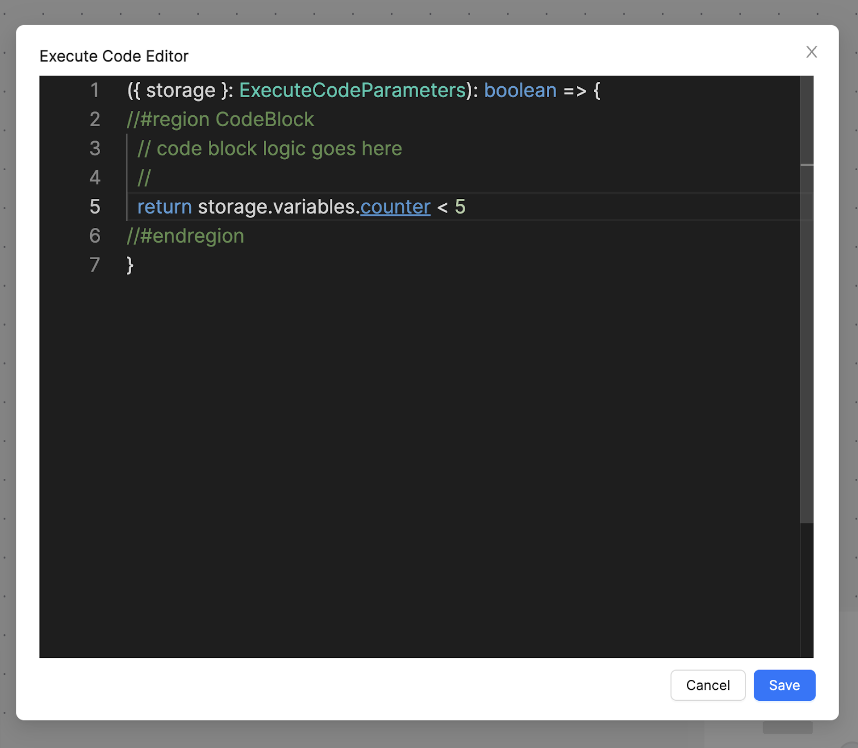 Execute Code Editor
1 ({ storage }: ExecuteCodeParameters): boolean => {
2 //#region CodeBlock
3 // code block logic goes here
4 //
5 return storage.variables.counter < 5
6 //#endregion
7 }
Cancel Save